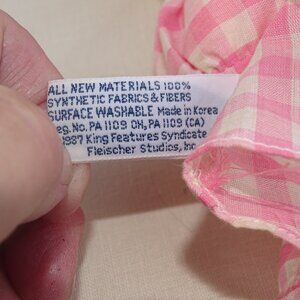 ALL NEW MATERIALS 100%
SYNTHETIC FABRICS & FIBERS
SURFACE WASHABLE Made in Korea
eg. No. PA 1109 OH, PA 1109 (CA)
1987 King Features Syndicate
Fleischer Studios, Inc